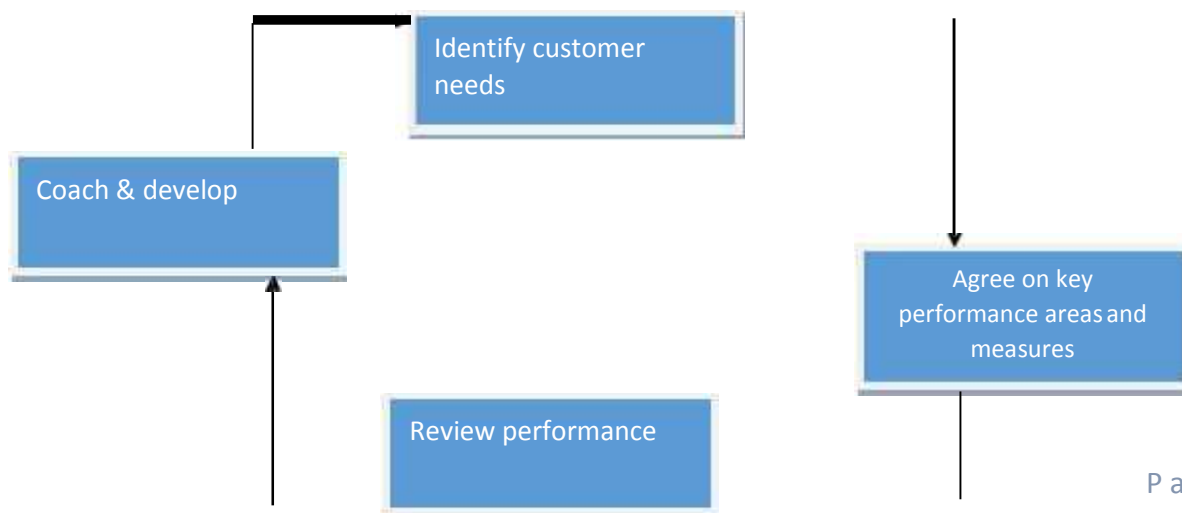 Identify customer
needs
Coach & develop
Agree on key
performance areas and
measures
Review performance
P a